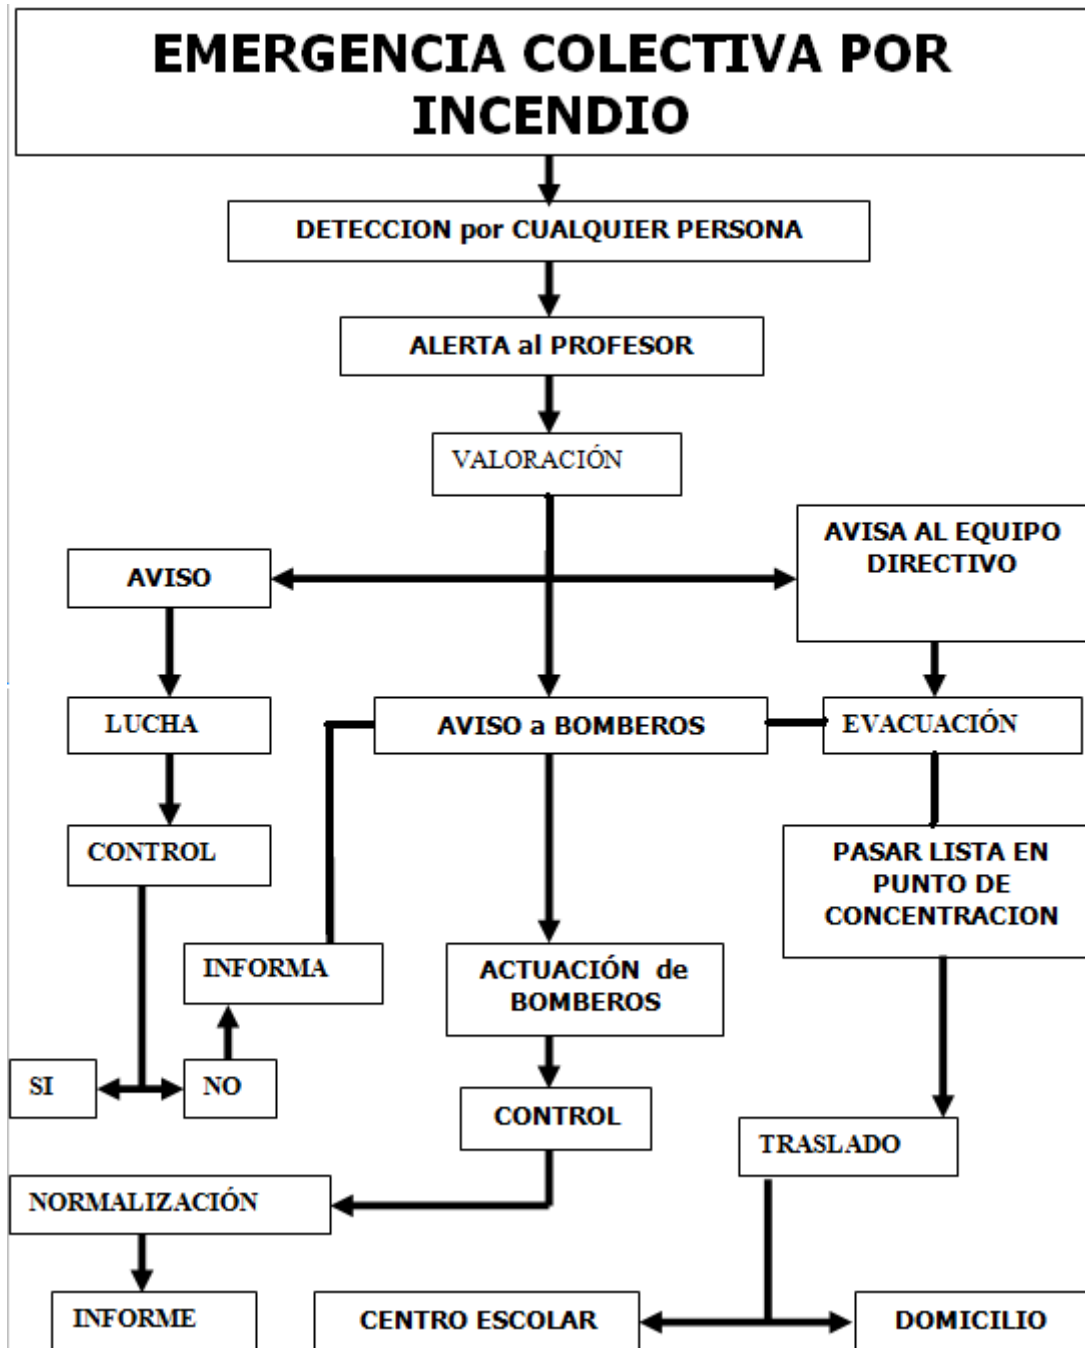 EMERGENCIA COLECTIVA POR
INCENDIO
DETECCION por CUALQUIER PERSONA
ALERTA al PROFESOR
VALORACIÓN
AVISA AL EQUIPO
DIRECTIVO
AVISO
LUCHA
AVISO a BOMBEROS
EVACUACIÓN
CONTROL
PASAR LISTA EN
PUNTO DE
CONCENTRACION
INFORMA
ACTUACIÓN de
BOMBEROS
SI
NO
CONTROL
TRASLADO
NORMALIZACIÓN
INFORME
CENTRO ESCOLAR
DOMICILIO